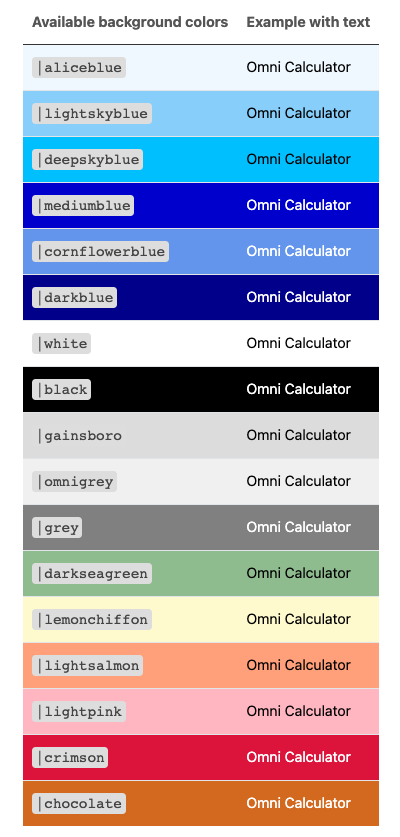 Available background colors Example with text
|aliceblue Omni Calculator
|lightskyblue Omni Calculator
|deepskyblue Omni Calculator
|mediumblue Omni Calculator
|cornflowerblue Omni Calculator
|darkblue Omni Calculator
|white Omni Calculator
|black Omni Calculator
|gainsboro Omni Calculator
|omnigrey Omni Calculator
|grey Omni Calculator
|darkseagreen Omni Calculator
|lemonchiffon Omni Calculator
|lightsalmon Omni Calculator
|lightpink Omni Calculator
|crimson Omni Calculator
|chocolate Omni Calculator